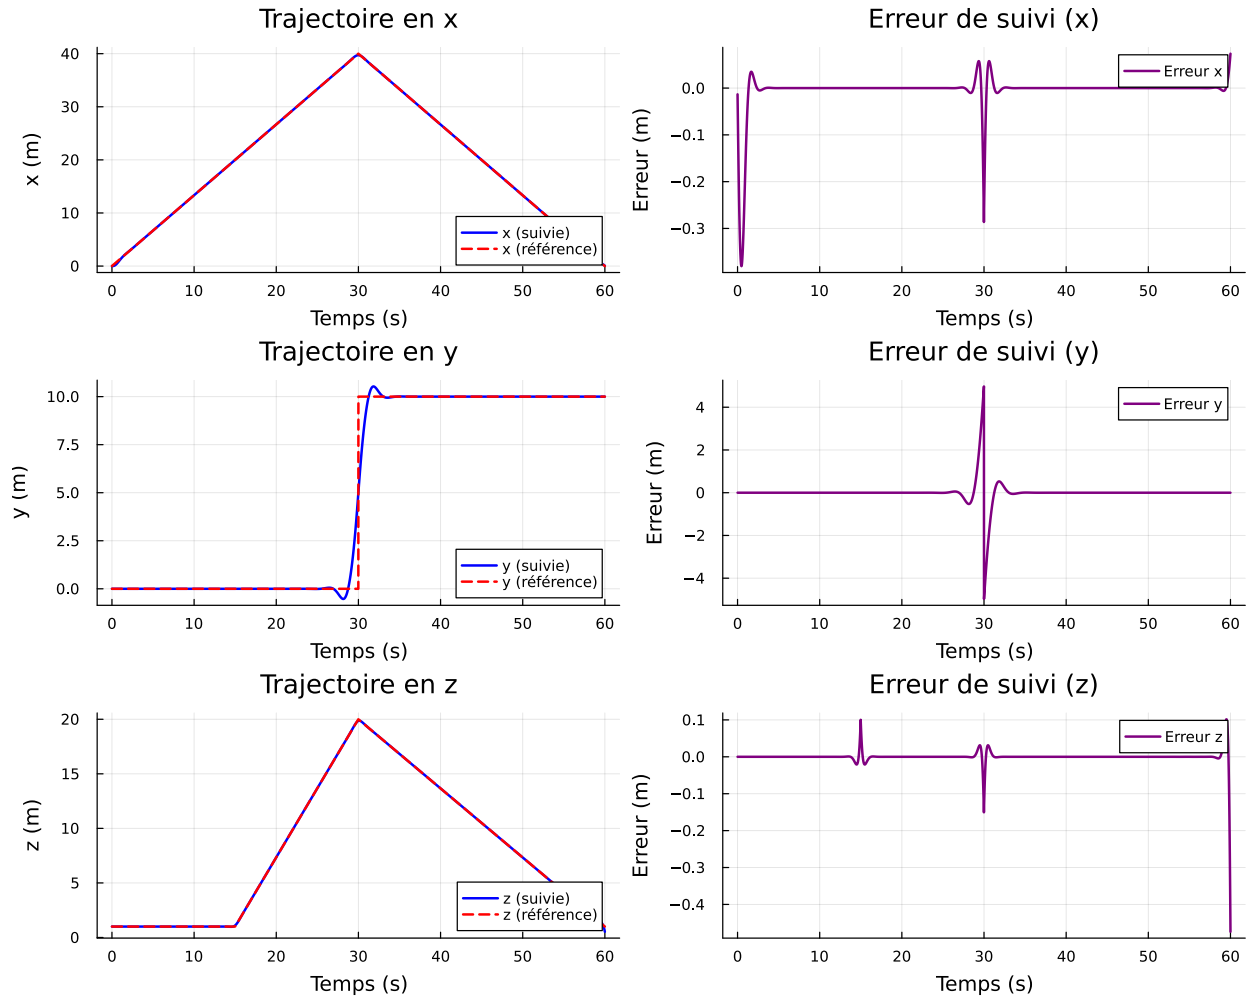 Trajectoire en x
x (m)
40
30
20
10
0
x (suivie)
x (référence)
0 10 20 30 40 50 60
Temps (s)
Erreur de suivi (x)
Erreur (m)
0.0
−0.1
−0.2
−0.3
Erreur x
0 10 20 30 40 50 60
Temps (s)
Trajectoire en y
y (m)
10.0
7.5
5.0
2.5
0.0
y (suivie)
y (référence)
0 10 20 30 40 50 60
Temps (s)
Erreur de suivi (y)
Erreur (m)
4
2
0
−2
−4
Erreur y
0 10 20 30 40 50 60
Temps (s)
Trajectoire en z
z (m)
20
15
10
5
0
z (suivie)
z (référence)
0 10 20 30 40 50 60
Temps (s)
Erreur de suivi (z)
Erreur (m)
0.1
0.0
−0.1
−0.2
−0.3
−0.4
Erreur z
0 10 20 30 40 50 60
Temps (s)